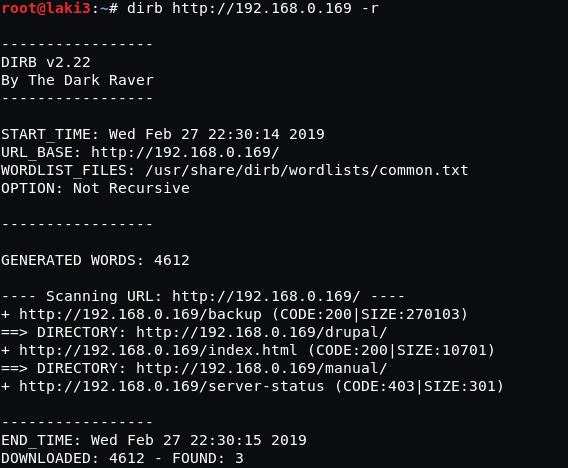 root@laki3:~# dirb http://192.168.0.169 -r
-----------------
DIRB v2.22
By The Dark Raver
-----------------
START_TIME: Wed Feb 27 22:30:14 2019
URL_BASE: http://192.168.0.169/
WORDLIST_FILES: /usr/share/dirb/wordlists/common.txt
OPTION: Not Recursive
-----------------
GENERATED WORDS: 4612
---- Scanning URL: http://192.168.0.169/ ----
+ http://192.168.0.169/backup (CODE:200|SIZE:270103)
==> DIRECTORY: http://192.168.0.169/drupal/
+ http://192.168.0.169/index.html (CODE:200|SIZE:10701)
==> DIRECTORY: http://192.168.0.169/manual/
+ http://192.168.0.169/server-status (CODE:403|SIZE:301)
-----------------
END_TIME: Wed Feb 27 22:30:15 2019
DOWNLOADED: 4612 - FOUND: 3